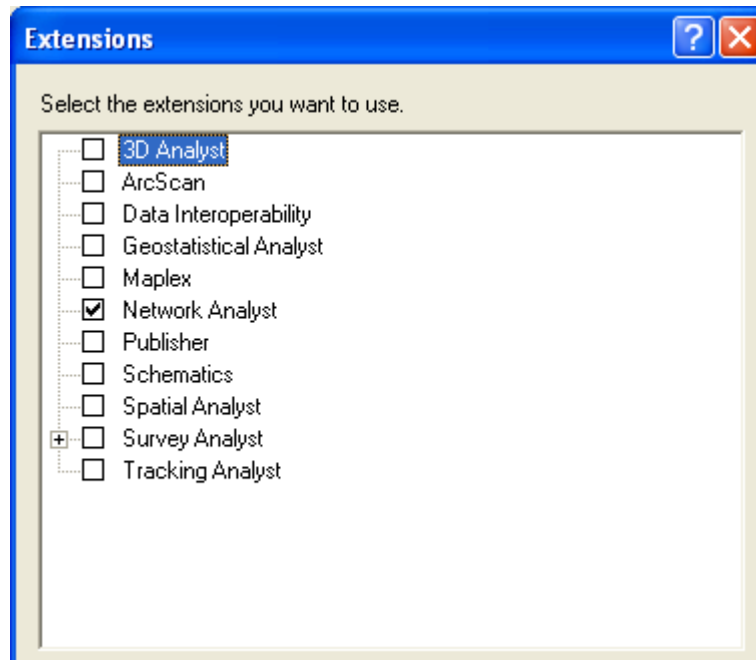 Extensions
Select the extensions you want to use.
3D Analyst
ArcScan
Data Interoperability
Geostatistical Analyst
Maplex
Network Analyst
Publisher
Schematics
Spatial Analyst
Survey Analyst
Tracking Analyst